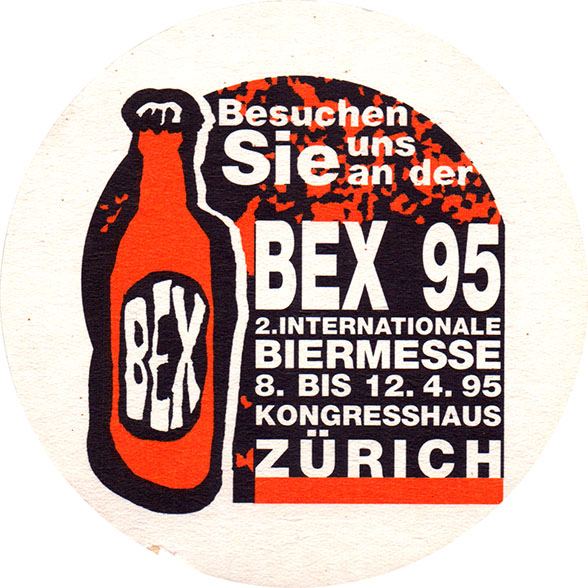 Besuchen
Sie uns
an der
BEX 95
2.INTERNATIONALE
BIERMESSE
8. BIS 12. 4. 95
KONGRESSHAUS
ZÜRICH
BEX